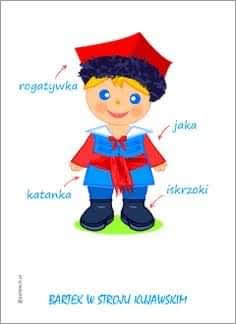 rogatywka
jaka
katanka
iskrzoki
BARTEK W STROJU KUJAWSKIM